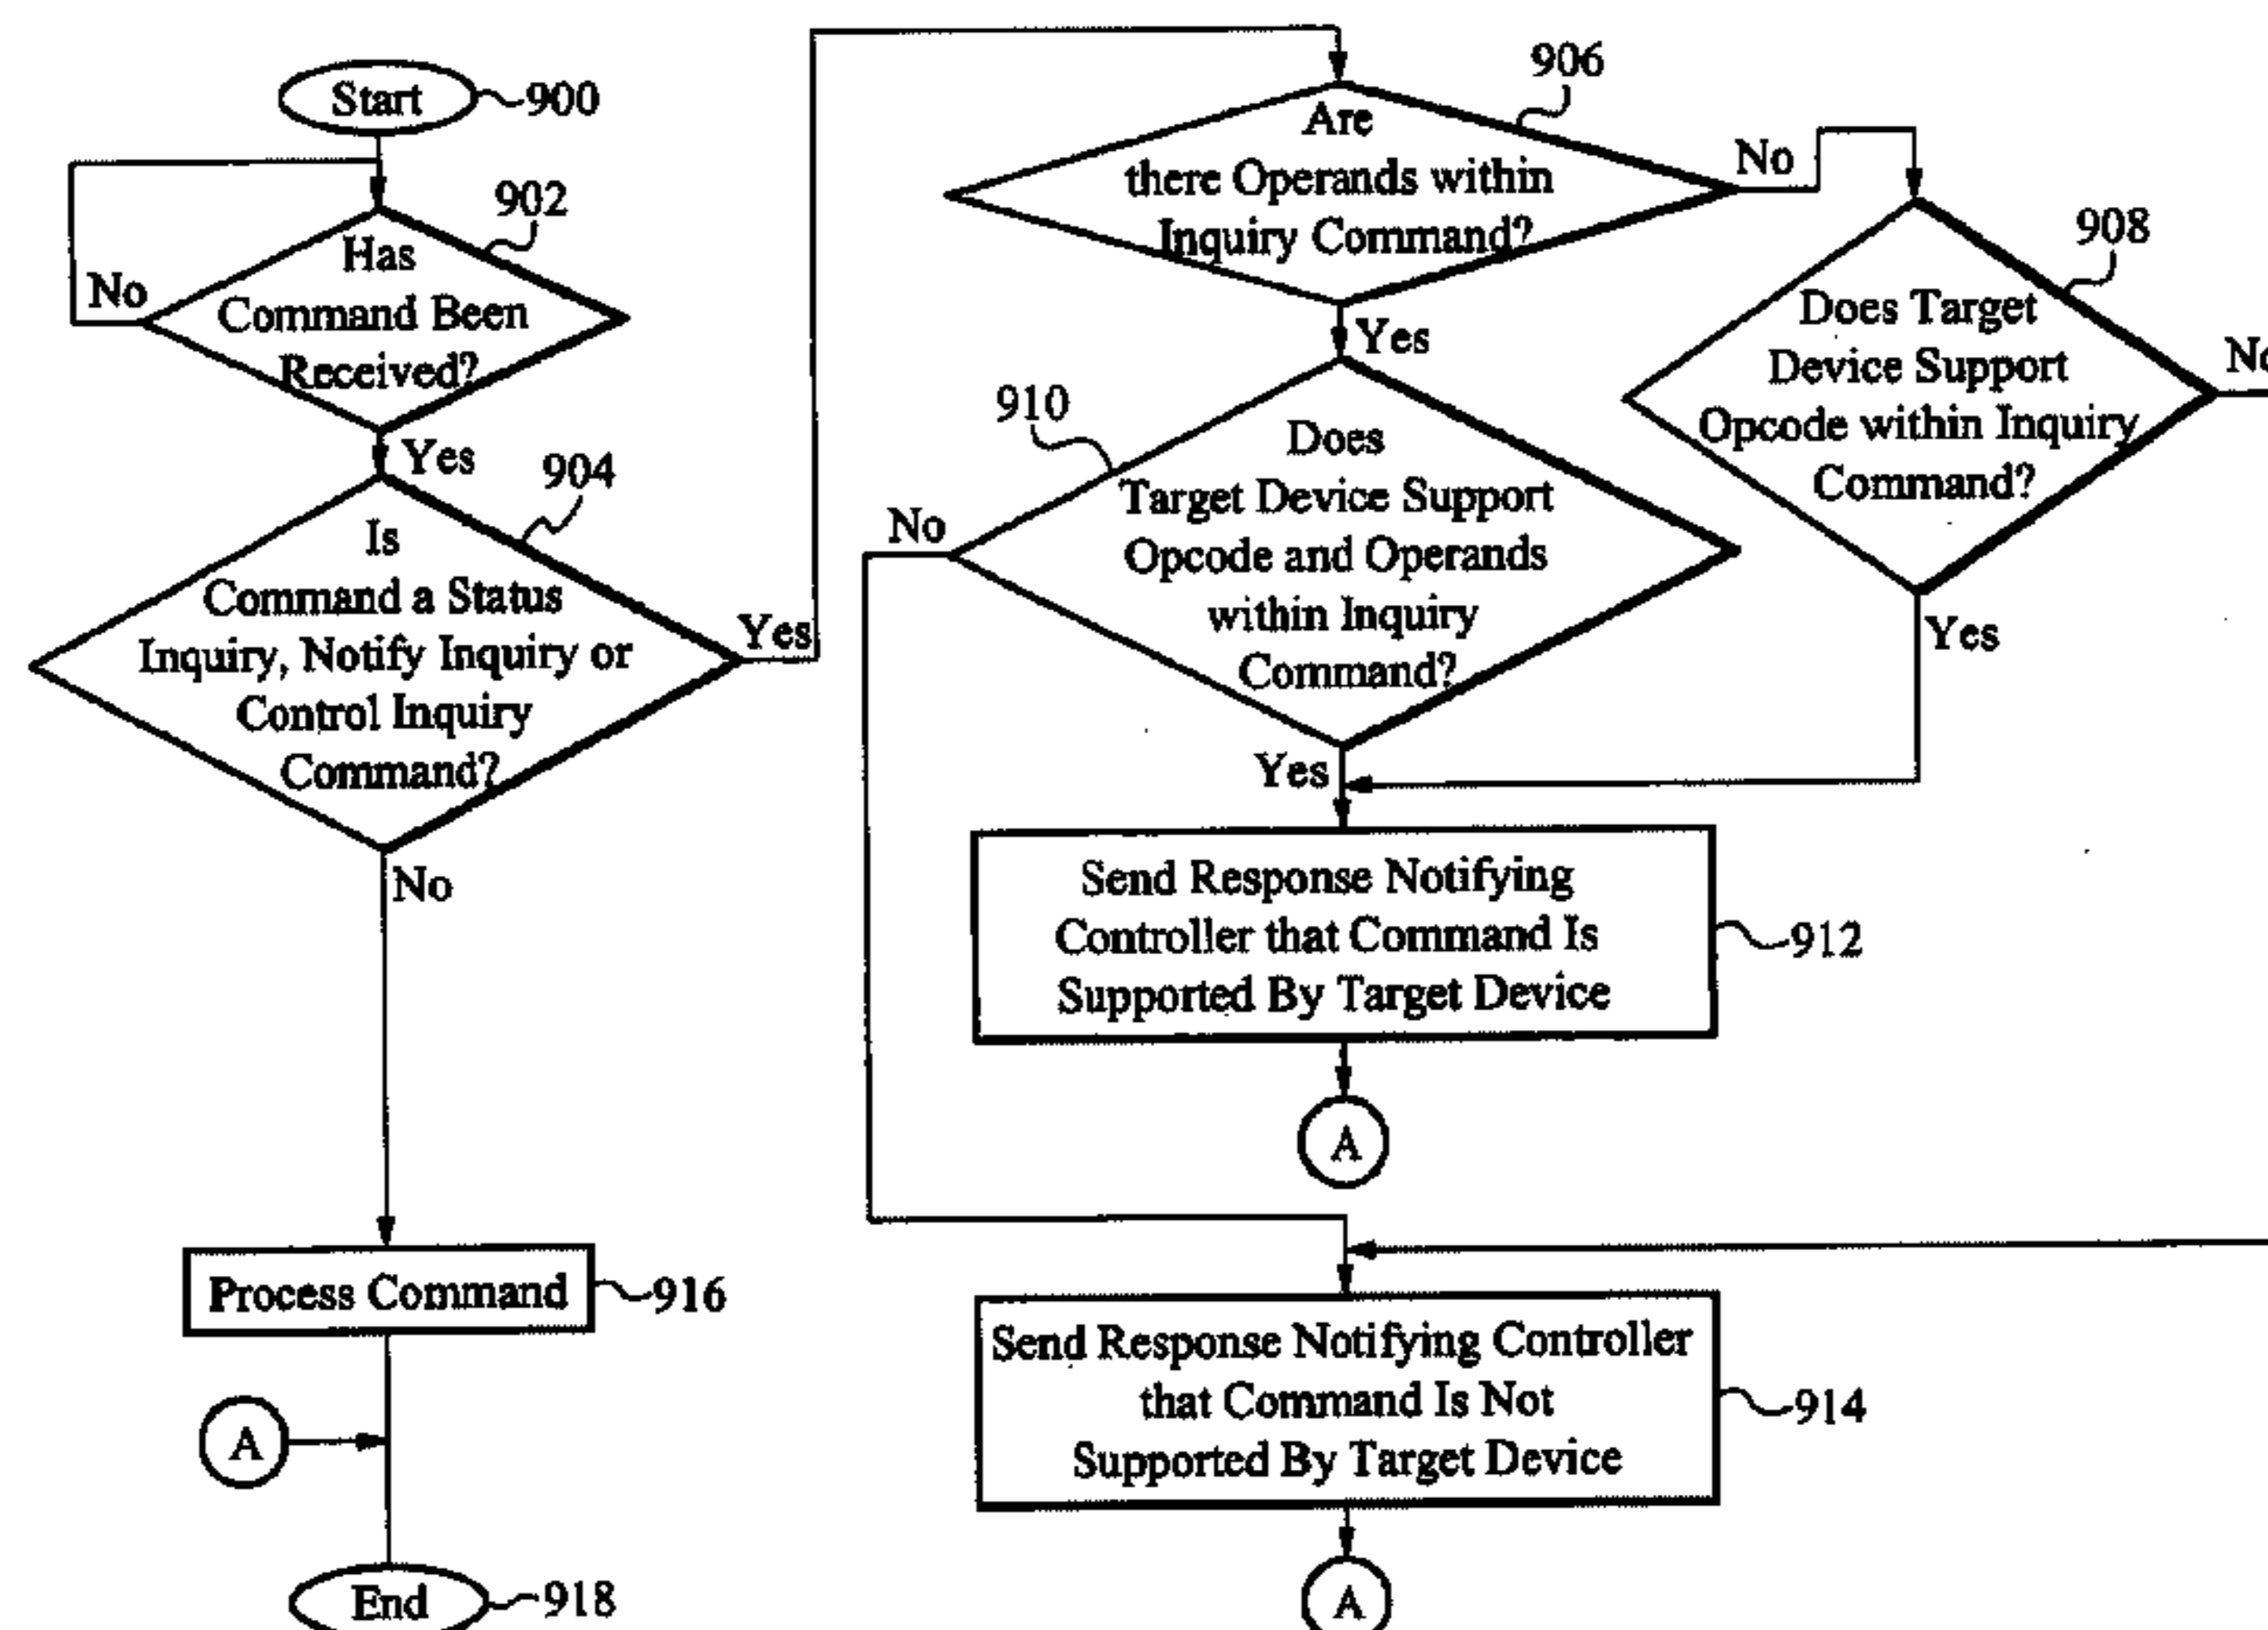 Start
900
902
Has
Command Been
Received?
No
Yes
904
Is
Command a Status
Inquiry, Notify Inquiry or
Control Inquiry
Command?
Yes
No
Process Command
916
A
End
918
906
Are
there Operands within
Inquiry Command?
No
Yes
908
Does Target
Device Support
Opcode within Inquiry
Command?
Yes
910
Does
Target Device Support
Opcode and Operands
within Inquiry
Command?
No
Yes
Send Response Notifying
Controller that Command Is
Supported By Target Device
912
A
Send Response Notifying Controller
that Command Is Not
Supported By Target Device
914
A